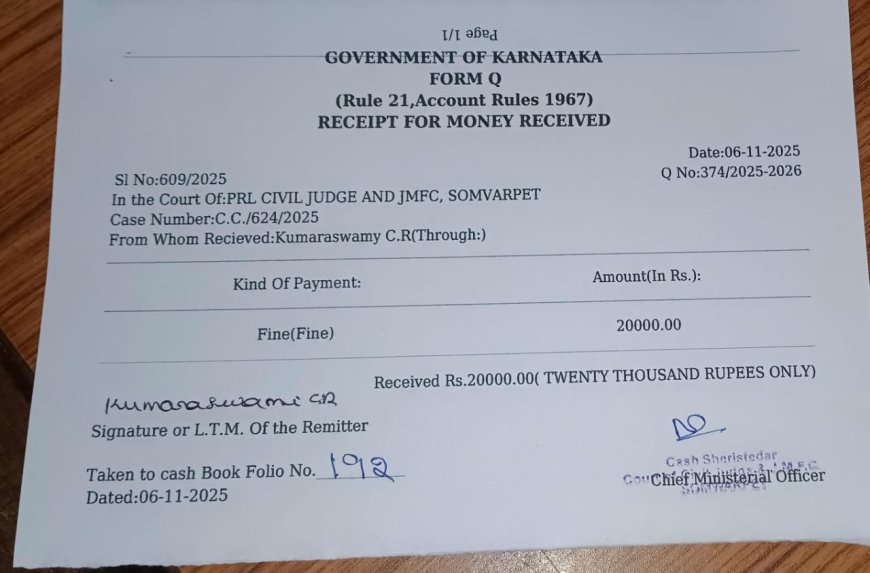 Page 1/1
GOVERNMENT OF KARNATAKA
FORM Q
(Rule 21,Account Rules 1967)
RECEIPT FOR MONEY RECEIVED
Date:06-11-2025
Sl No:609/2025
Q No:374/2025-2026
In the Court Of:PRL CIVIL JUDGE AND JMFC, SOMVARPET
Case Number:C.C./624/2025
From Whom Recieved:Kumaraswamy C.R(Through:)
Kind Of Payment: Amount(In Rs.):
Fine(Fine) 20000.00
Received Rs.20000.00( TWENTY THOUSAND RUPEES ONLY)
Kumaraswami C.R
Signature or L.T.M. Of the Remitter
Taken to cash Book Folio No. 192
Dated:06-11-2025
Cash Sheristedar
Chief Ministerial Officer